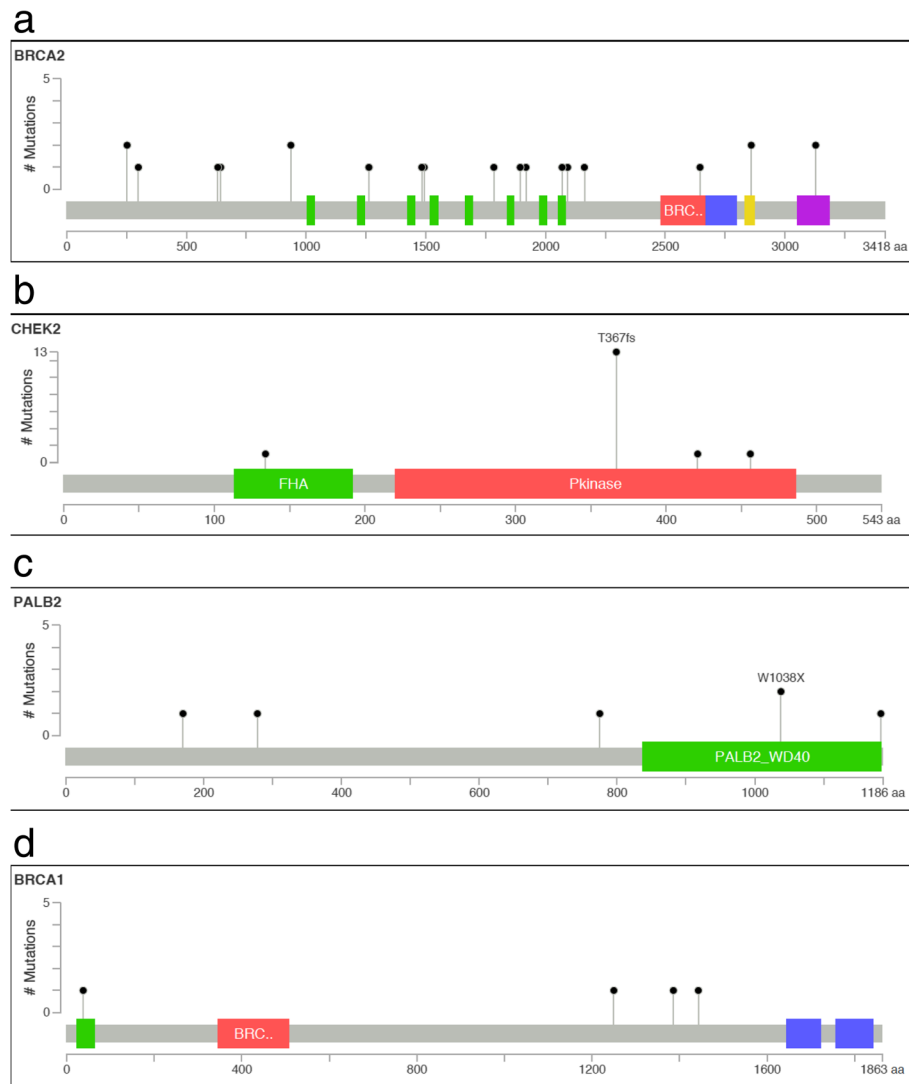 a
BRCA2
5
# Mutations
0
BRC..
0 500 1000 1500 2000 2500 3000 3418 aa
b
CHEK2
T367fs
13
# Mutations
0
FHA Pkinase
0 100 200 300 400 500 543 aa
c
PALB2
5
# Mutations
W1038X
0
PALB2_WD40
0 200 400 600 800 1000 1186 aa
d
BRCA1
5
# Mutations
0
BRC..
0 400 800 1200 1600 1863 aa